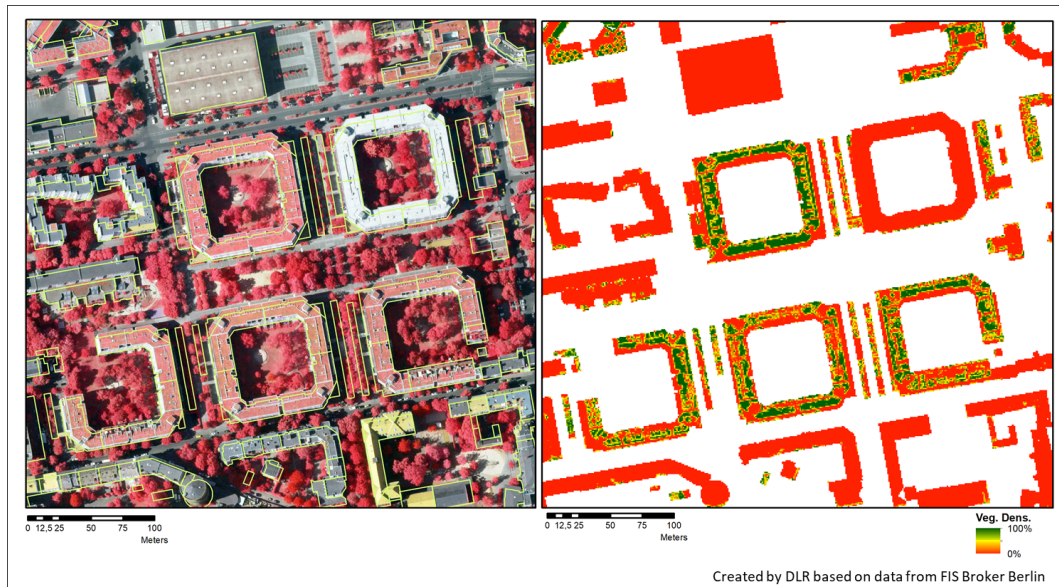 0 12,5 25 50 75 100
Meters
0 12,5 25 50 75 100
Meters
Veg. Dens.
100%
0%
Created by DLR based on data from FIS Broker Berlin